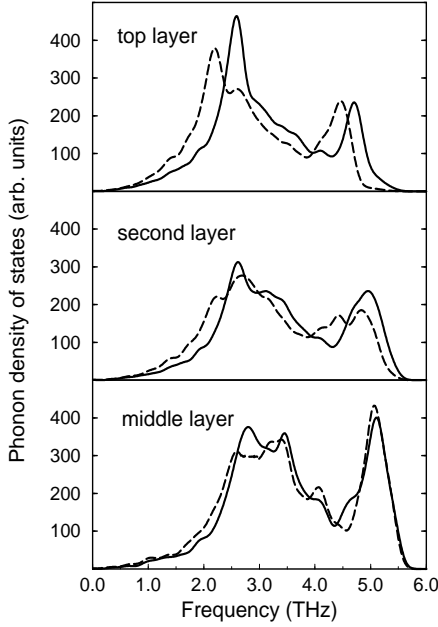 Phonon density of states (arb. units)
top layer
400
300
200
100
second layer
400
300
200
100
middle layer
400
300
200
100
0.0 1.0 2.0 3.0 4.0 5.0 6.0
Frequency (THz)